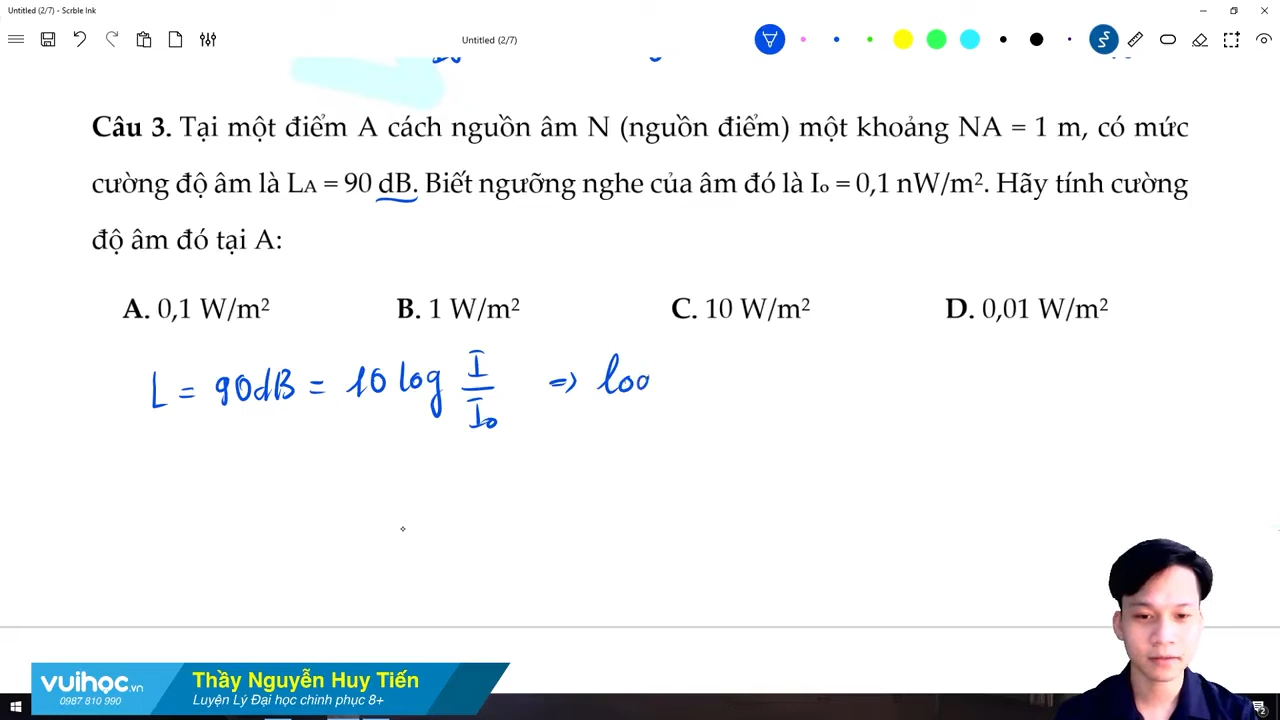 Untitled (2/7) - Scrble Ink
Untitled (2/7)
Câu 3. Tại một điểm A cách nguồn âm N (nguồn điểm) một khoảng NA = 1 m, có mức
cường độ âm là LA = 90 dB. Biết ngưỡng nghe của âm đó là Io = 0,1 nW/m². Hãy tính cường
độ âm đó tại A:
A. 0,1 W/m² B. 1 W/m² C. 10 W/m² D. 0,01 W/m²
L = 90dB = 10 log I/I₀ => loo
vuihọc.vn
0987 810 990
Thầy Nguyễn Huy Tiến
Luyện Lý Đại học chinh phục 8+